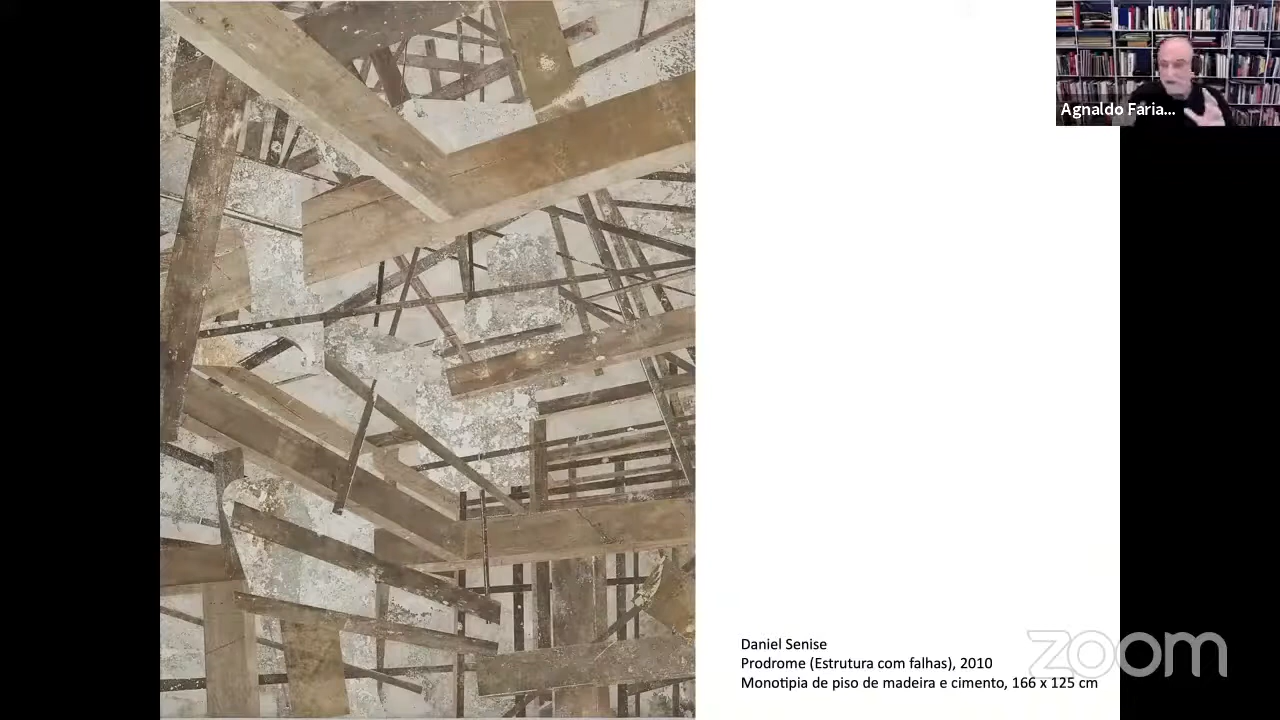 Agnaldo Faria...
Daniel Senise
Prodrome (Estrutura com falhas), 2010
Monotipia de piso de madeira e cimento, 166 x 125 cm
zoom